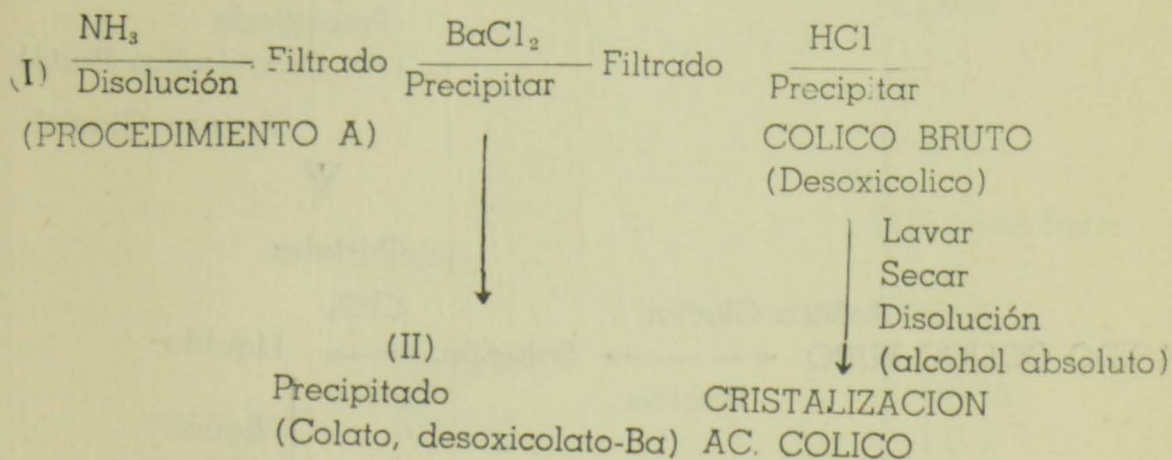 NH₃ BaCl₂ HCl
I) Disolución Filtrado Precipitar Filtrado Precipitar
(PROCEDIMIENTO A) COLICO BRUTO
(Desoxicolico)
Lavar
Secar
Disolución
(II) (alcohol absoluto)
Precipitado CRISTALIZACION
(Colato, desoxicolato-Ba) AC. COLICO